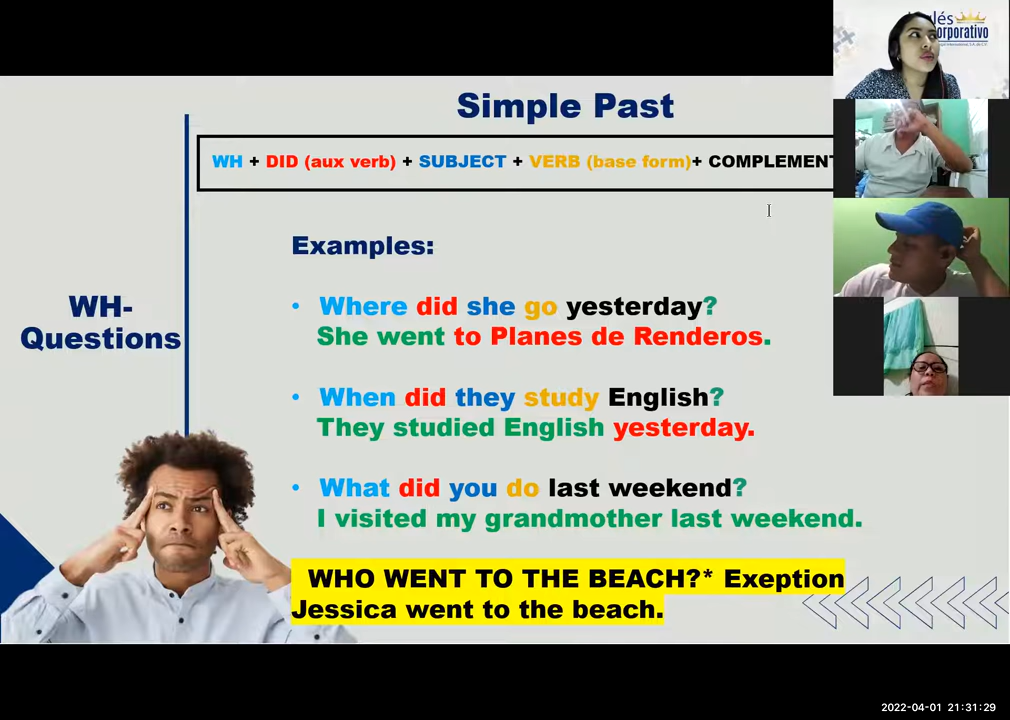 Simple Past
WH + DID (aux verb) + SUBJECT + VERB (base form)+ COMPLEMENT
Examples:
WH-
Questions
• Where did she go yesterday?
She went to Planes de Renderos.
• When did they study English?
They studied English yesterday.
• What did you do last weekend?
I visited my grandmother last weekend.
WHO WENT TO THE BEACH?* Exeption
Jessica went to the beach.
2022-04-01 21:31:29